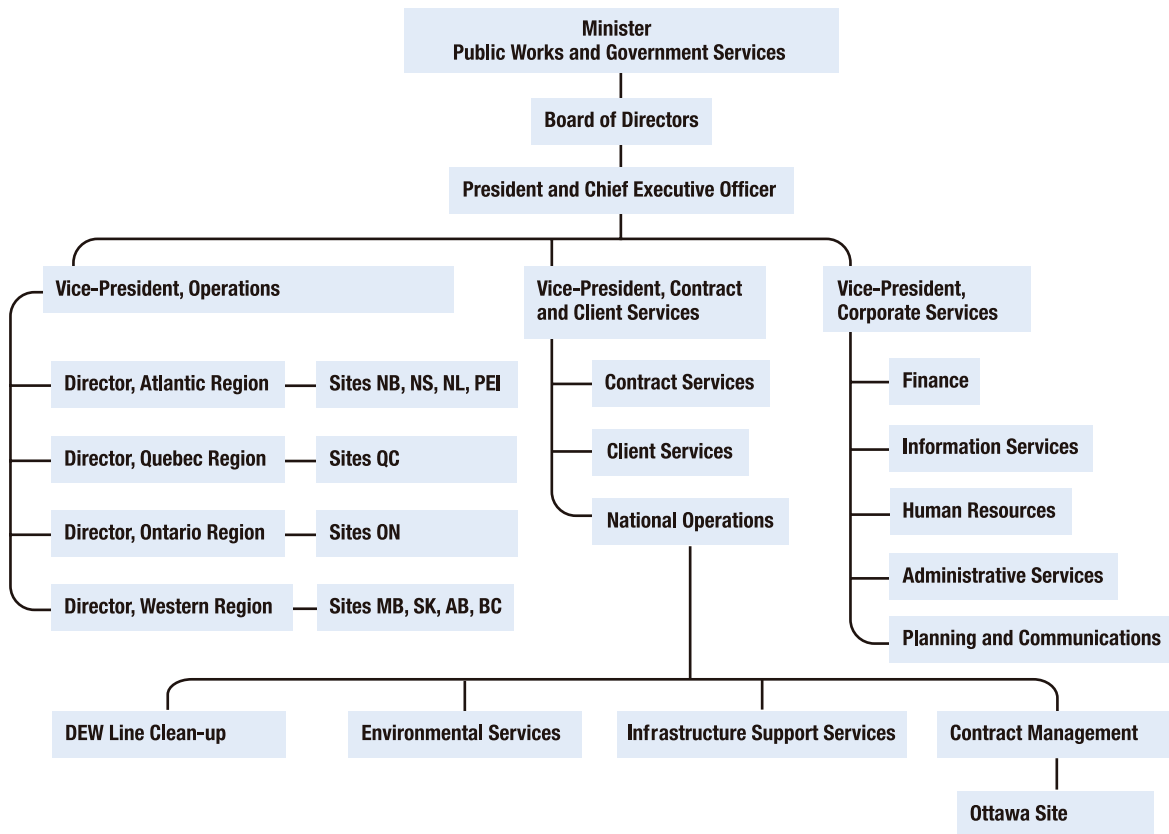 Minister
Public Works and Government Services
Board of Directors
President and Chief Executive Officer
Vice-President, Operations
Director, Atlantic Region
Sites NB, NS, NL, PEI
Director, Quebec Region
Sites QC
Director, Ontario Region
Sites ON
Director, Western Region
Sites MB, SK, AB, BC
Vice-President, Contract
and Client Services
Contract Services
Client Services
National Operations
Vice-President,
Corporate Services
Finance
Information Services
Human Resources
Administrative Services
Planning and Communications
DEW Line Clean-up
Environmental Services
Infrastructure Support Services
Contract Management
Ottawa Site